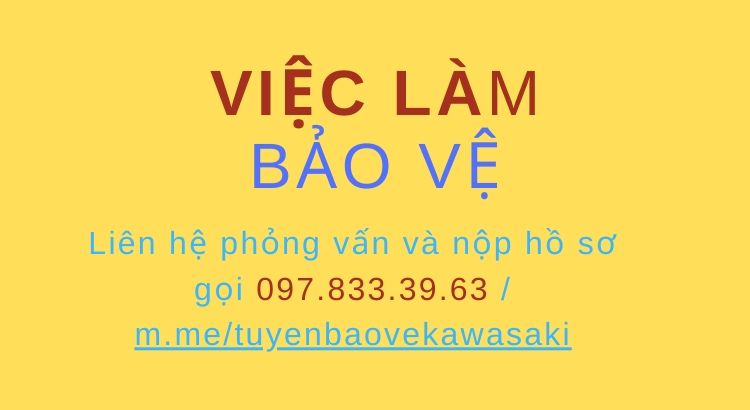 VIỆC LÀM
BẢO VỆ
Liên hệ phỏng vấn và nộp hồ sơ
gọi 097.833.39.63 /
m.me/tuyenbaovekawasaki